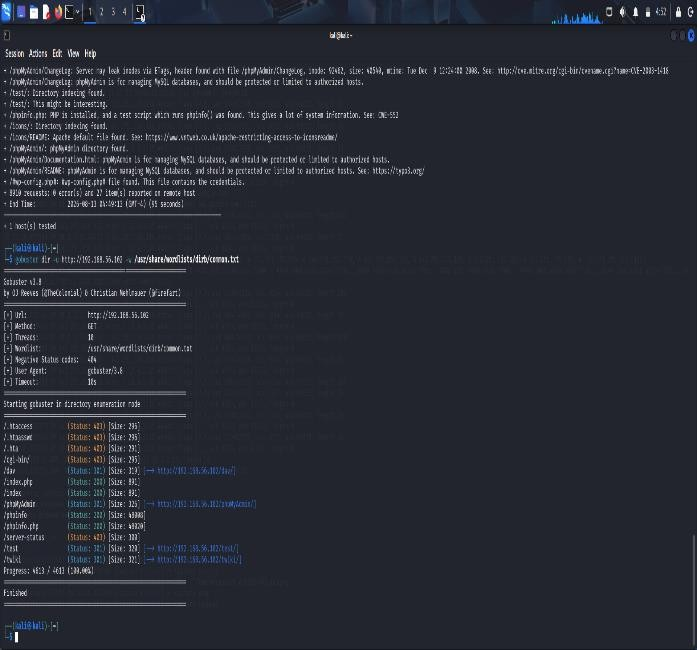 1 2 3 4
4:52
kali@kali: ~
Session Actions Edit View Help
+ /phpMyAdmin/ChangeLog: Server may leak inodes via ETags, header found with file /phpMyAdmin/ChangeLog, inode: 92462, size: 40540, mtime: Tue Dec 9 12:24:00 2008. See: http://cve.mitre.org/cgi-bin/cvename.cgi?name=CVE-2003-1418
+ /phpMyAdmin/ChangeLog: phpMyAdmin is for managing MySQL databases, and should be protected or limited to authorized hosts.
+ /test/: Directory indexing found.
+ /test/: This might be interesting.
+ /phpinfo.php: PHP is installed, and a test script which runs phpinfo() was found. This gives a lot of system information. See: CWE-552
+ /icons/: Directory indexing found.
+ /icons/README: Apache default file found. See: https://www.vntweb.co.uk/apache-restricting-access-to-iconsreadme/
+ /phpMyAdmin/: phpMyAdmin directory found.
+ /phpMyAdmin/Documentation.html: phpMyAdmin is for managing MySQL databases, and should be protected or limited to authorized hosts.
+ /phpMyAdmin/README: phpMyAdmin is for managing MySQL databases, and should be protected or limited to authorized hosts. See: https://typo3.org/
+ /#wp-config.php#: #wp-config.php# file found. This file contains the credentials.
+ 8910 requests: 0 error(s) and 27 item(s) reported on remote host
+ End Time: 2026-08-13 04:49:13 (GMT-4) (95 seconds)
+ 1 host(s) tested
┌──(kali㉿kali)-[~]
└─$ gobuster dir -u http://192.168.56.102 -w /usr/share/wordlists/dirb/common.txt
Gobuster v3.8
by OJ Reeves (@TheColonial) & Christian Mehlmauer (@firefart)
[+] Url: http://192.168.56.102
[+] Method: GET
[+] Threads: 10
[+] Wordlist: /usr/share/wordlists/dirb/common.txt
[+] Negative Status codes: 404
[+] User Agent: gobuster/3.8
[+] Timeout: 10s
Starting gobuster in directory enumeration mode
/.htaccess (Status: 403) [Size: 296]
/.htpasswd (Status: 403) [Size: 296]
/.hta (Status: 403) [Size: 291]
/cgi-bin/ (Status: 403) [Size: 295]
/dav (Status: 301) [Size: 319] [--> http://192.168.56.102/dav/]
/index.php (Status: 200) [Size: 891]
/index (Status: 200) [Size: 891]
/phpMyAdmin (Status: 301) [Size: 326] [--> http://192.168.56.102/phpMyAdmin/]
/phpinfo (Status: 200) [Size: 48008]
/phpinfo.php (Status: 200) [Size: 48020]
/server-status (Status: 403) [Size: 300]
/test (Status: 301) [Size: 320] [--> http://192.168.56.102/test/]
/twiki (Status: 301) [Size: 321] [--> http://192.168.56.102/twiki/]
Progress: 4613 / 4613 (100.00%)
Finished
┌──(kali㉿kali)-[~]
└─$